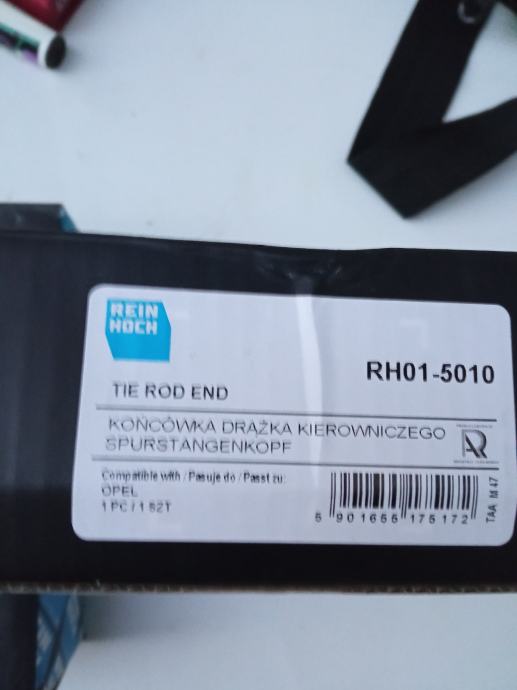 REIN
HOCH
RH01-5010
TIE ROD END
KOŃCÓWKA DRĄŻKA KIEROWNICZEGO
SPURSTANGENKOPF
Compatible with / Pasuje do / Passt zu:
OPEL
1 PC / 1 SZT
5 901655 175172
TAA M47